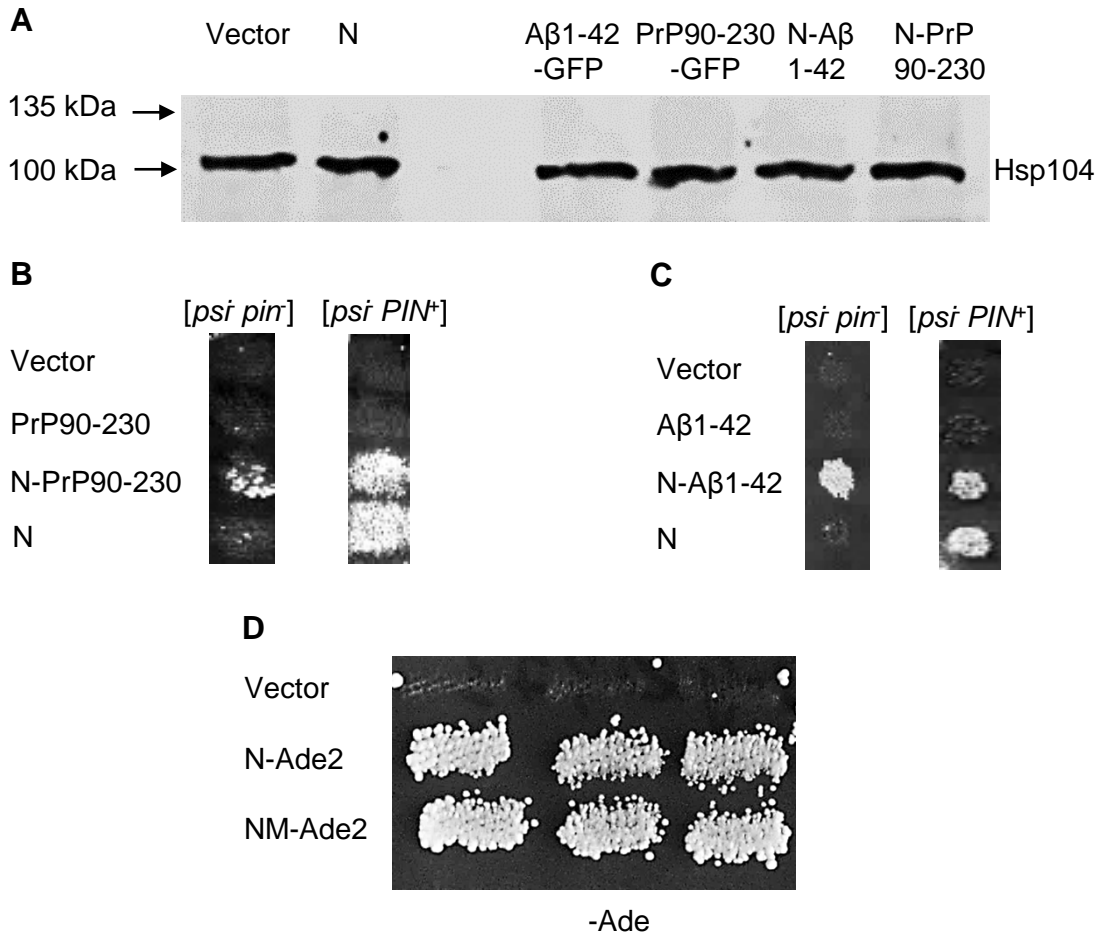 A
Vector N Aβ1-42 PrP90-230 N-Aβ N-PrP
-GFP -GFP 1-42 90-230
135 kDa
100 kDa Hsp104
B
[psi- pin-] [psi- PIN+]
Vector
PrP90-230
N-PrP90-230
N
C
[psi- pin-] [psi- PIN+]
Vector
Aβ1-42
N-Aβ1-42
N
D
Vector
N-Ade2
NM-Ade2
-Ade